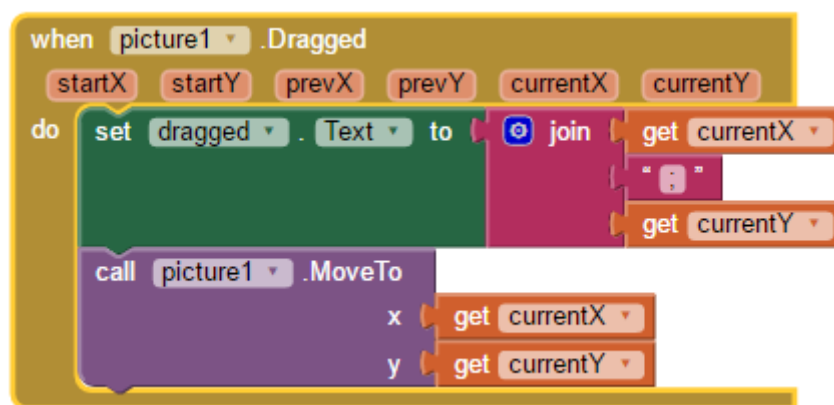 when picture1 .Dragged
startX startY prevX prevY currentX currentY
do set dragged . Text to join get currentX
“ ; ”
get currentY
call picture1 .MoveTo
x get currentX
y get currentY